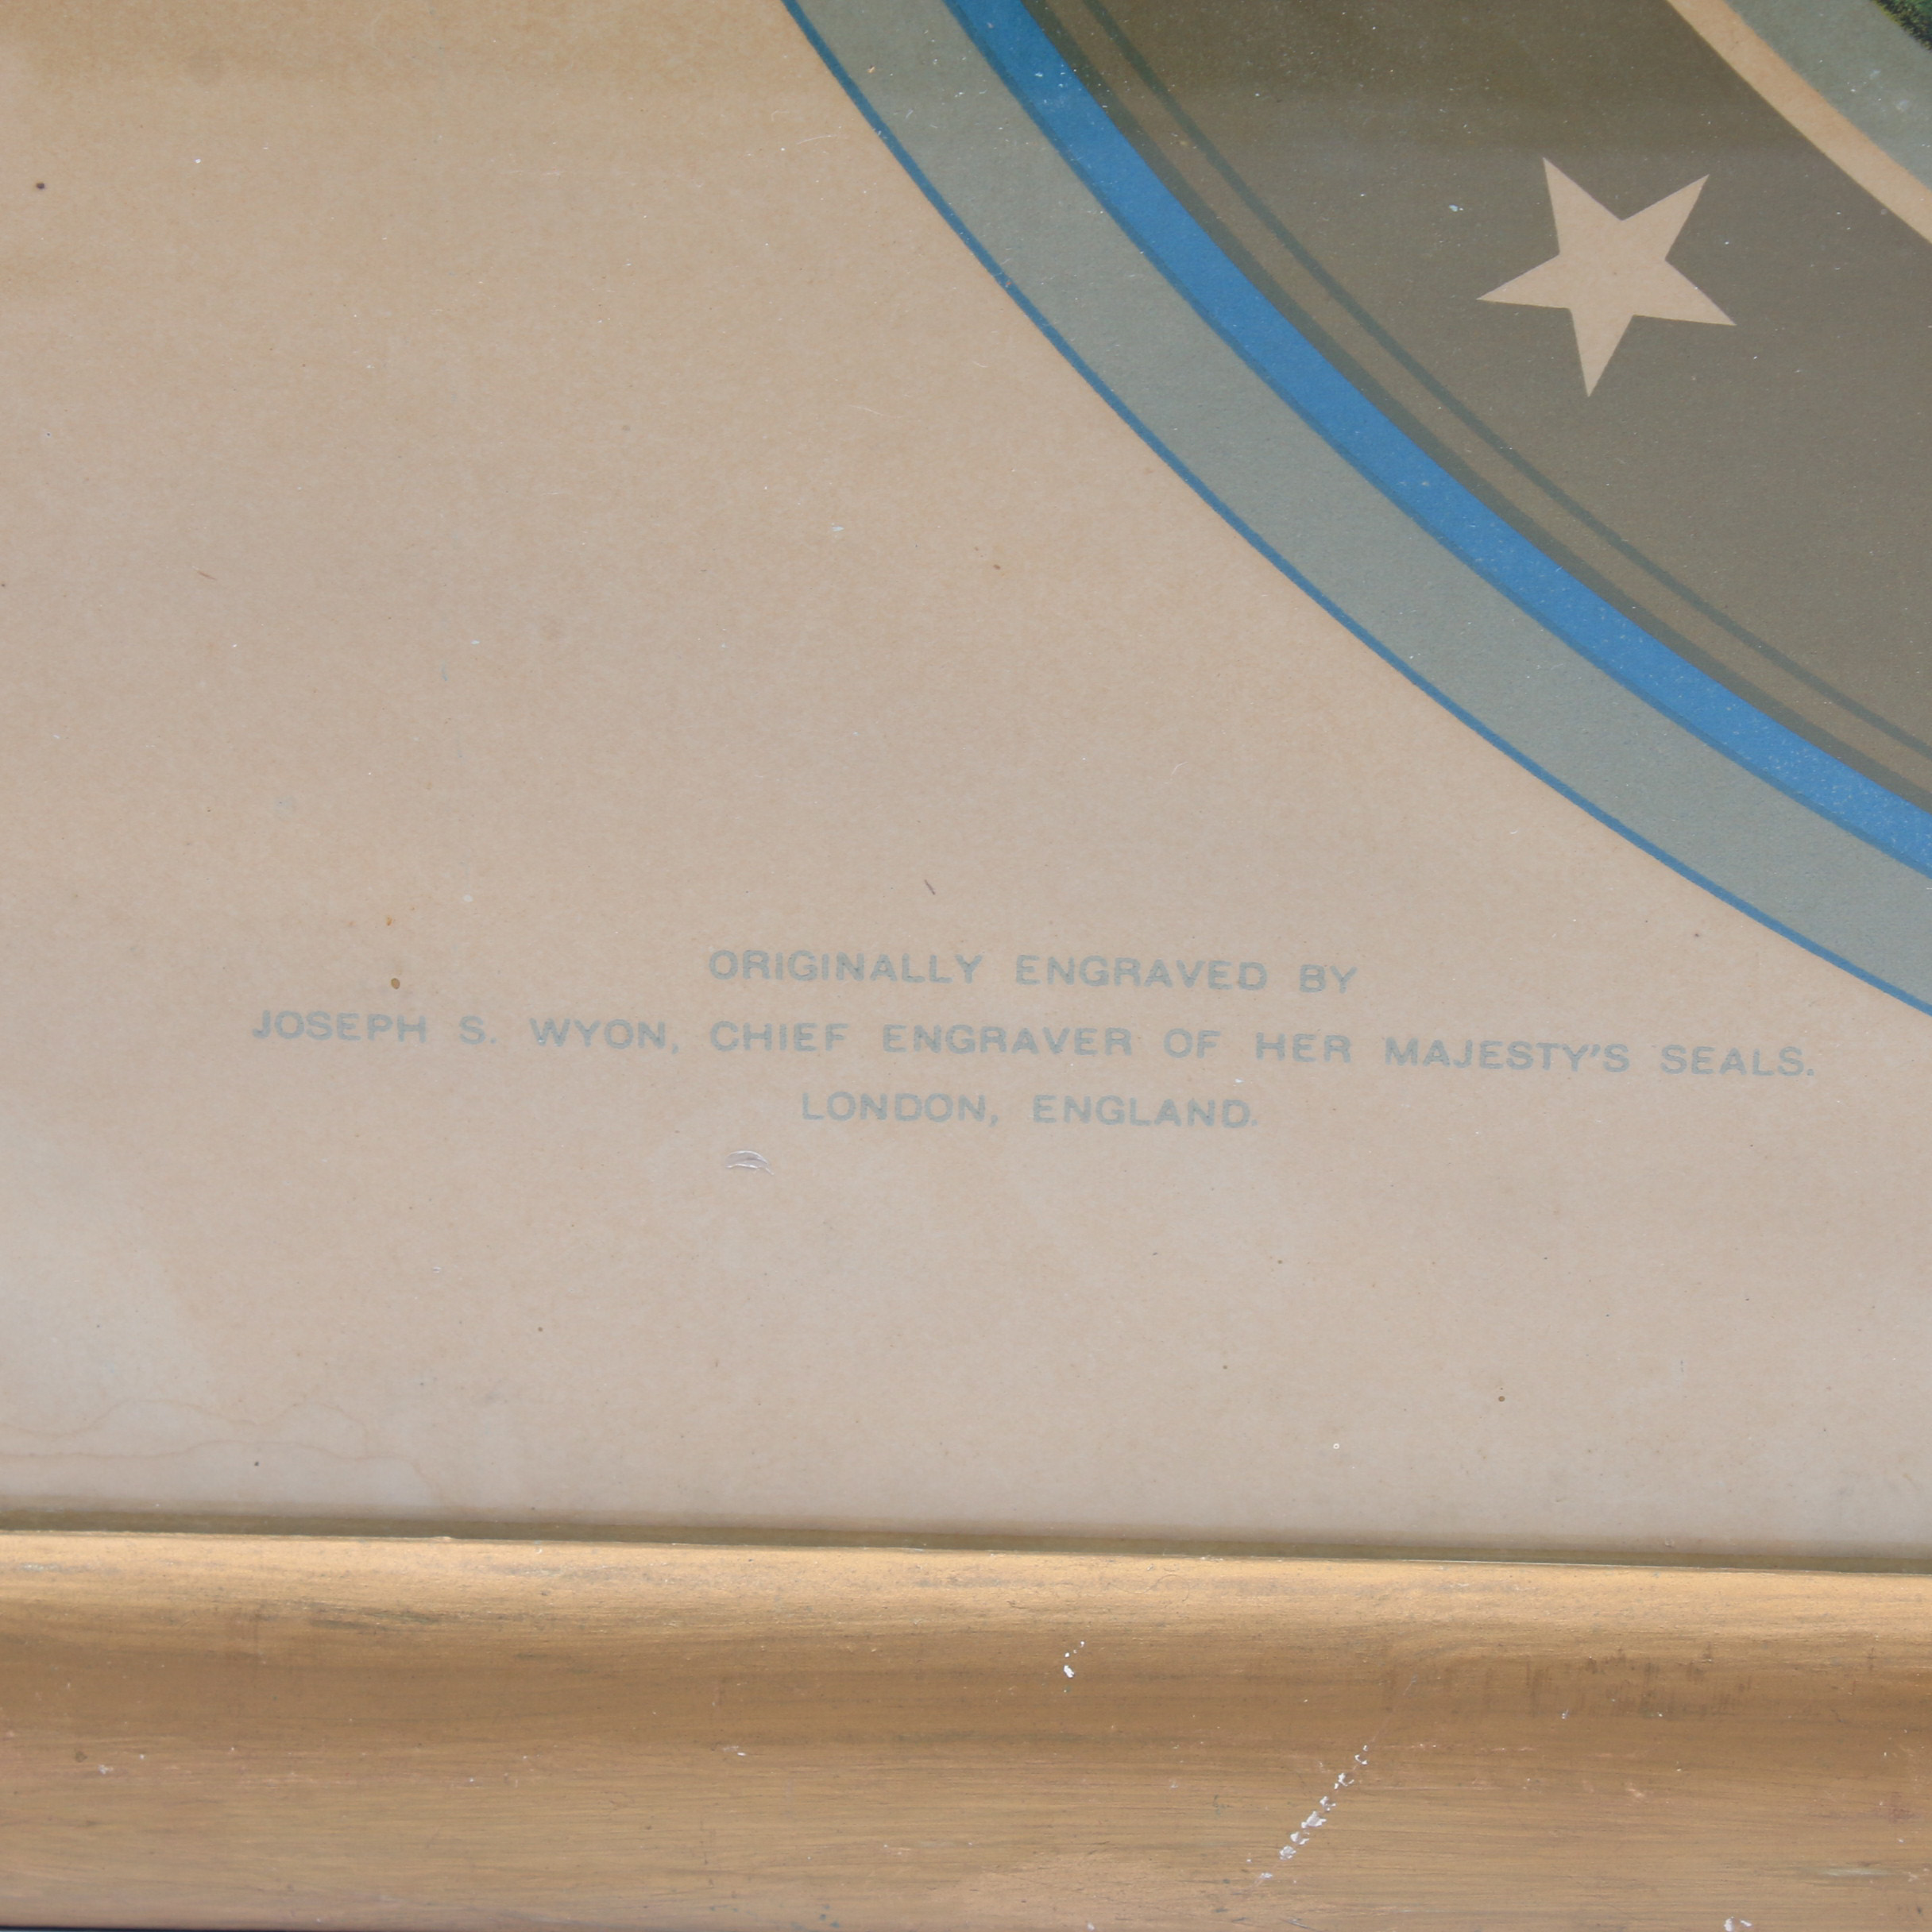 ORIGINALLY ENGRAVED BY
JOSEPH S. WYON, CHIEF ENGRAVER OF HER MAJESTY'S SEALS.
LONDON, ENGLAND.